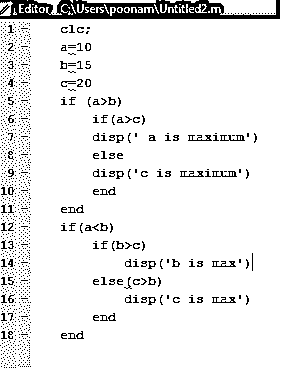 Editor C:\Users\poonam\Untitled2.m
1 clc;
2 a=10
3 b=15
4 c=20
5 if (a>b)
6 if(a>c)
7 disp(' a is maximum')
8 else
9 disp('c is maximum')
10 end
11 end
12 if(a<b)
13 if(b>c)
14 disp('b is max')
15 else(c>b)
16 disp('c is max')
17 end
18 end